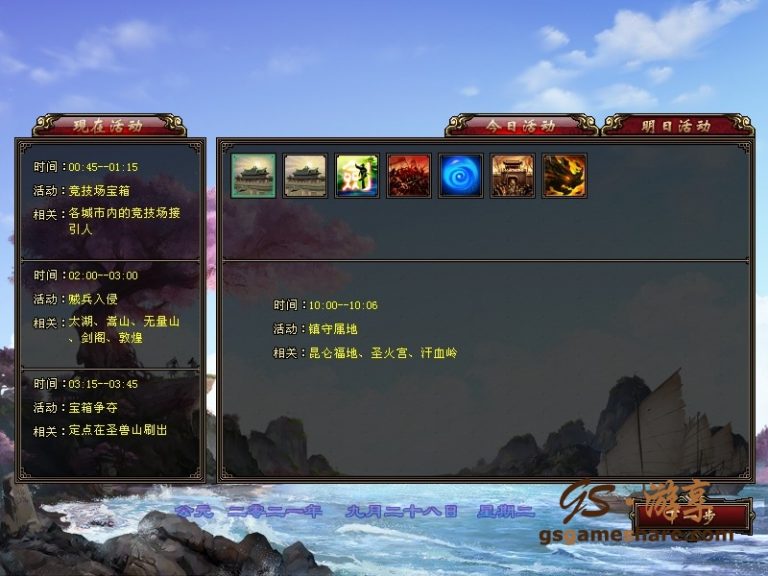 现在活动
时间：00:45--01:15
活动：竞技场宝箱
相关：各城市内的竞技场接
引人
时间：02:00--03:00
活动：贼兵入侵
相关：太湖、嵩山、无量山
、剑阁、敦煌
时间：03:15--03:45
活动：宝箱争夺
相关：定点在圣兽山刷出
今日活动
明日活动
时间：10:00--10:06
活动：镇守属地
相关：昆仑福地、圣火宫、汗血岭
公元 二零二一年 九月二十八日 星期二
GS·游享
gsgameshare.com